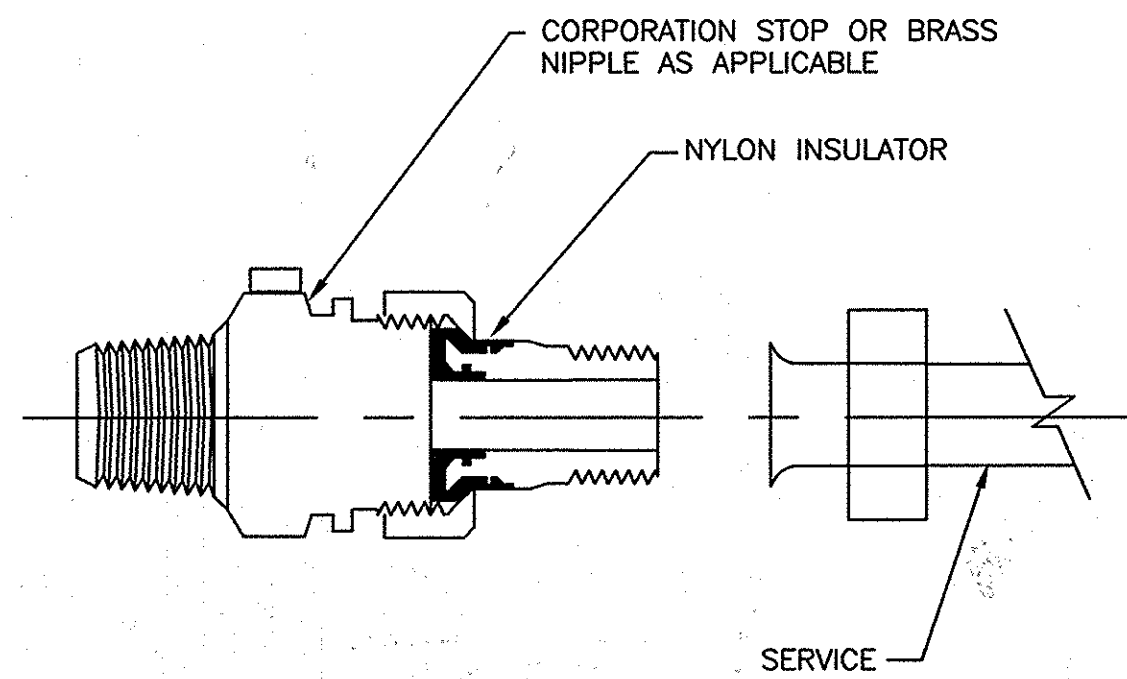 CORPORATION STOP OR BRASS
NIPPLE AS APPLICABLE
NYLON INSULATOR
SERVICE